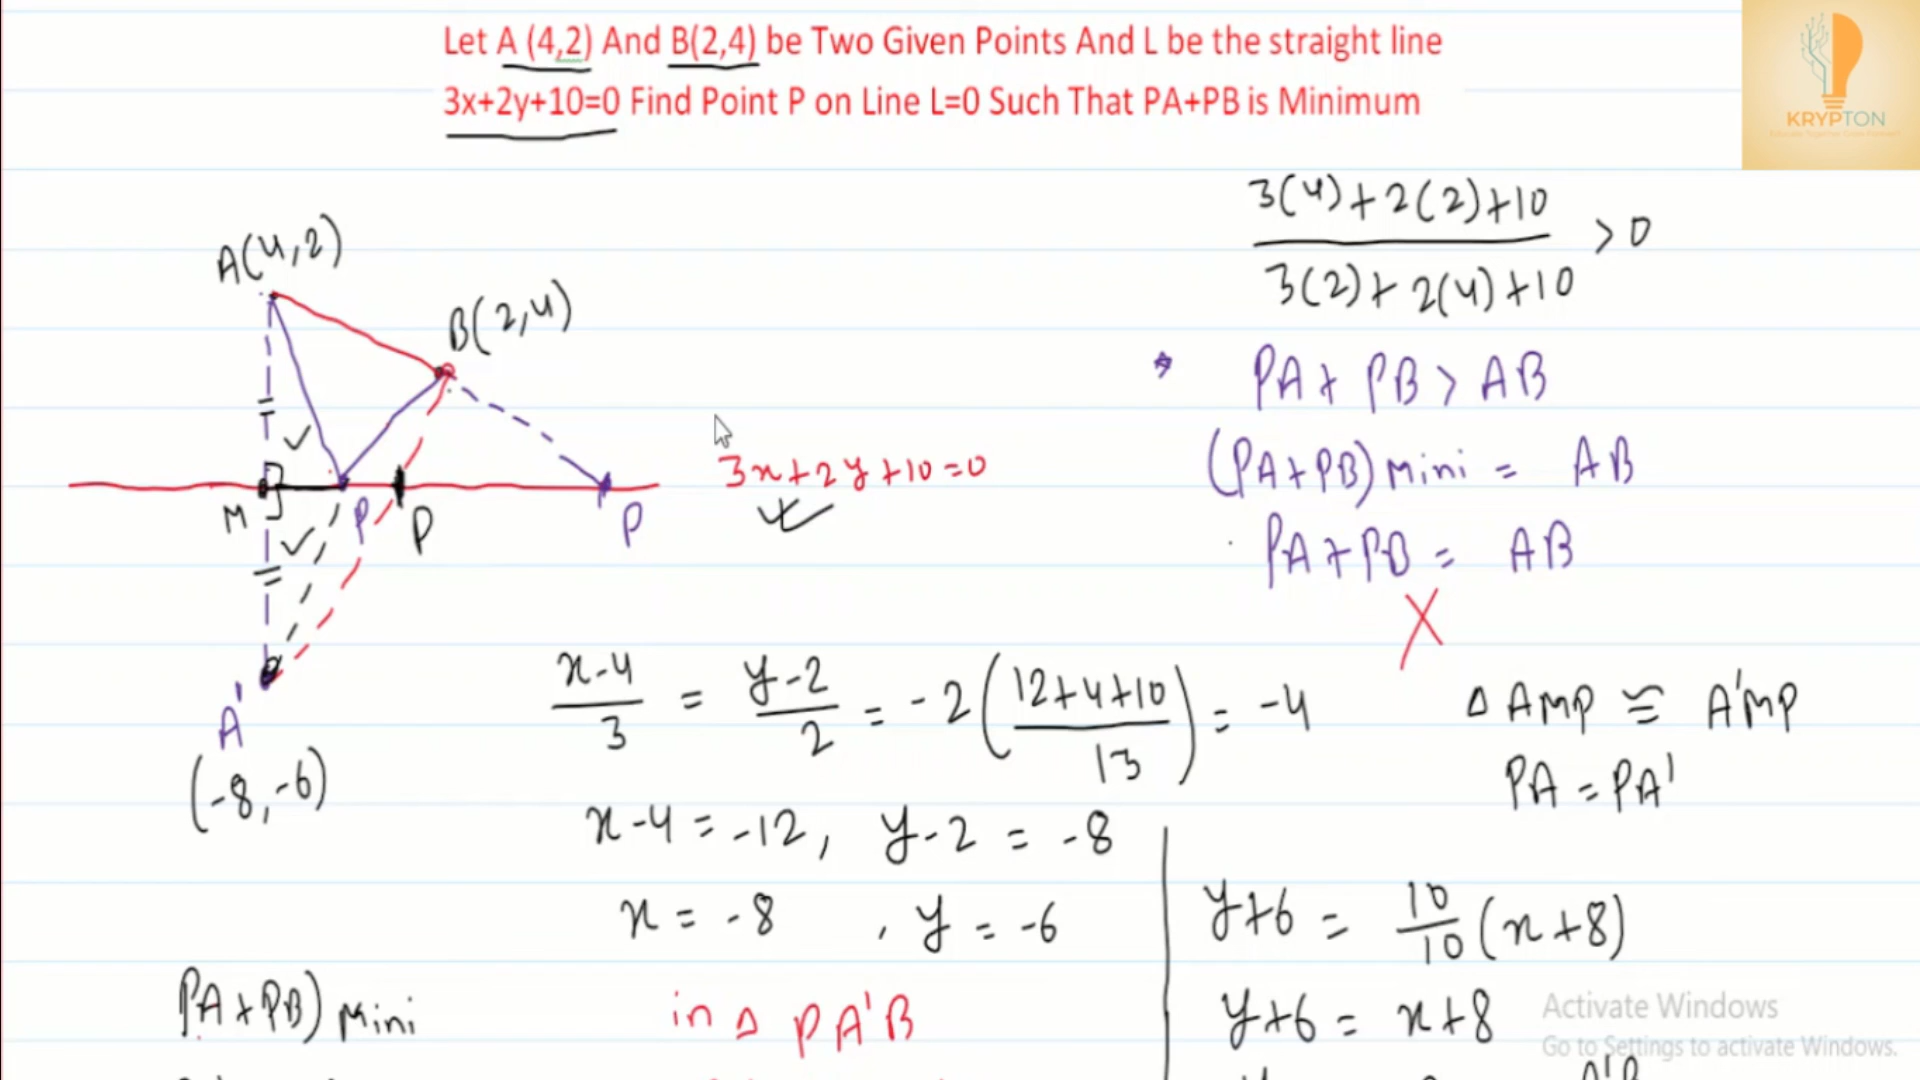 Let A (4,2) And B(2,4) be Two Given Points And L be the straight line
3x+2y+10=0 Find Point P on Line L=0 Such That PA+PB is Minimum
KRYPTON
A(4,2)
B(2,4)
3x+2y+10=0
M
P
P
P
A'
(-8,-6)
3(4)+2(2)+10
3(2)+2(4)+10
>0
PA+PB>AB
(PA+PB)mini = AB
PA+PB = AB
X
x-4/3 = y-2/2 = -2(12+4+10/13) = -4
x-4=-12, y-2=-8
x=-8, y=-6
Δ AMP ≅ A'MP
PA=PA'
y+6 = 10/10 (x+8)
y+6 = x+8
PA+PB) mini
in Δ PA'B
Activate Windows
Go to Settings to activate Windows.